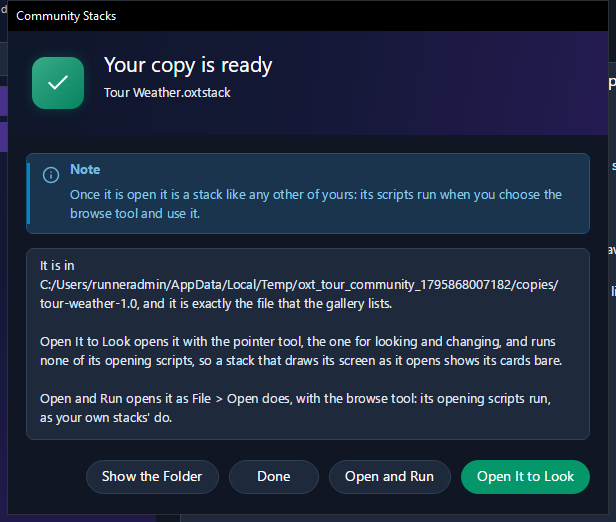 Community Stacks
Your copy is ready
Tour Weather.oxtstack
Note
Once it is open it is a stack like any other of yours: its scripts run when you choose the
browse tool and use it.
It is in
C:/Users/runneradmin/AppData/Local/Temp/oxt_tour_community_1795868007182/copies/
tour-weather-1.0, and it is exactly the file that the gallery lists.
Open It to Look opens it with the pointer tool, the one for looking and changing, and runs
none of its opening scripts, so a stack that draws its screen as it opens shows its cards bare.
Open and Run opens it as File > Open does, with the browse tool: its opening scripts run,
as your own stacks' do.
Show the Folder
Done
Open and Run
Open It to Look